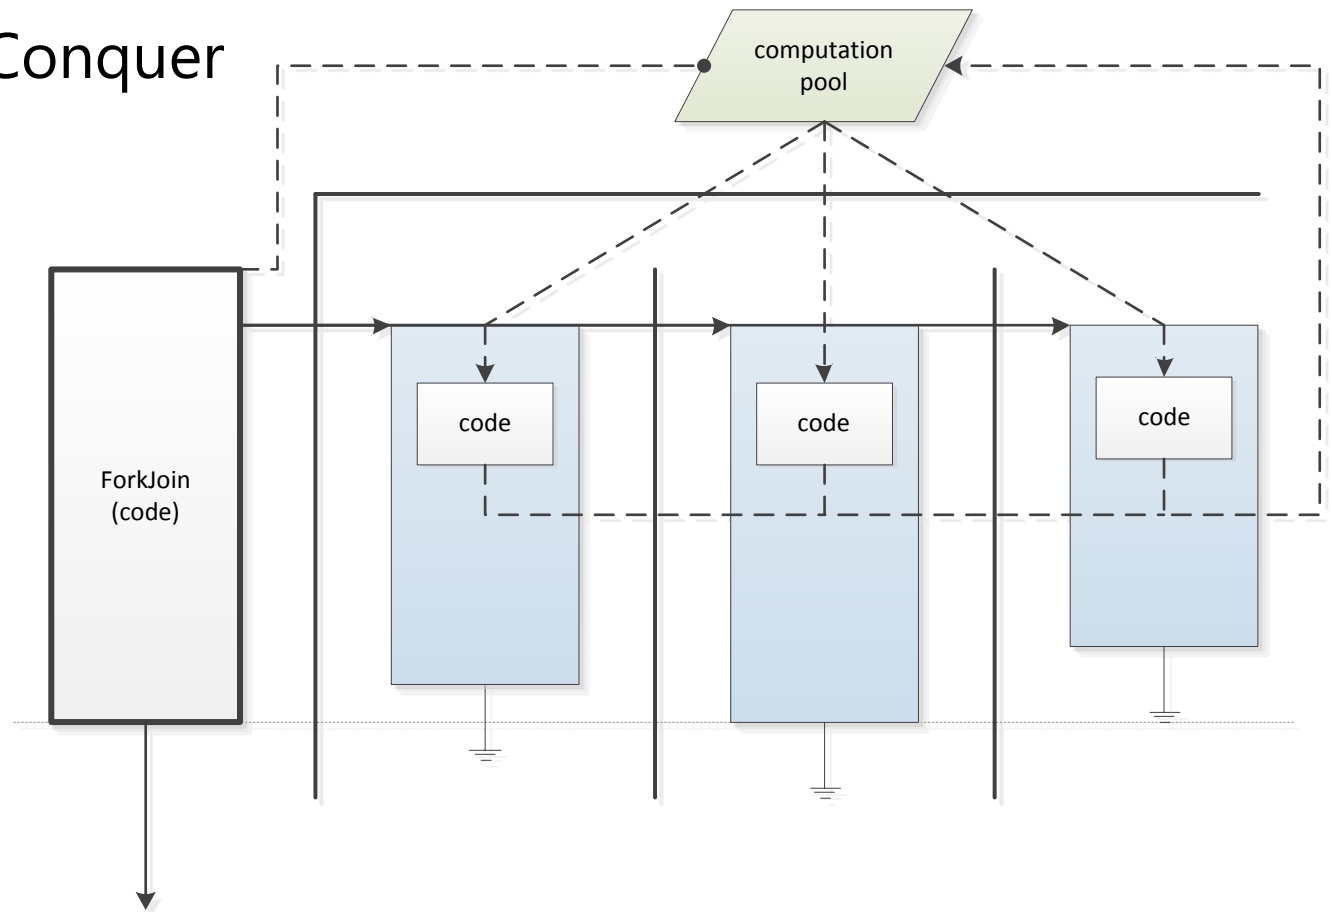 Conquer
computation
pool
code
code
code
ForkJoin
(code)